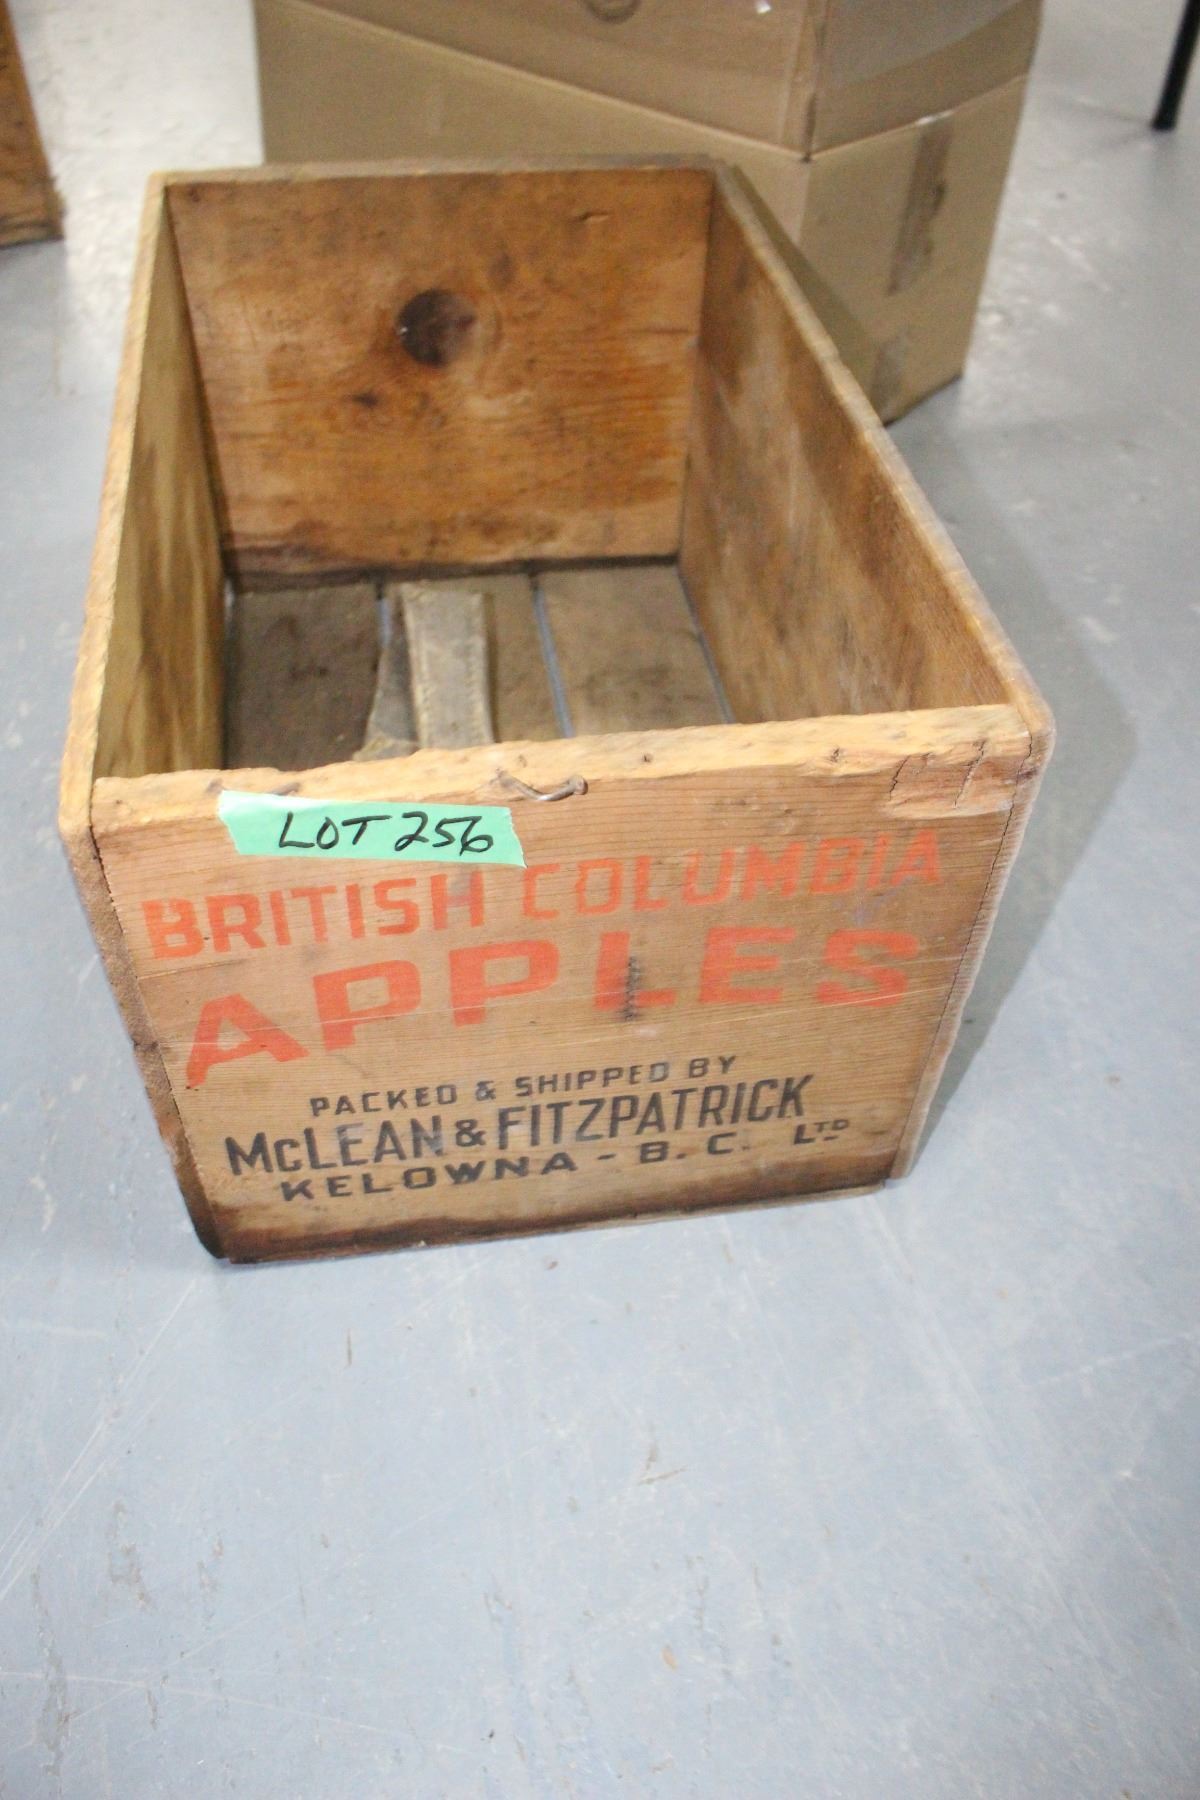 LOT 256
BRITISH COLUMBIA
APPLES
PACKED & SHIPPED BY
McLEAN & FITZPATRICK
KELOWNA - B. C. LTD